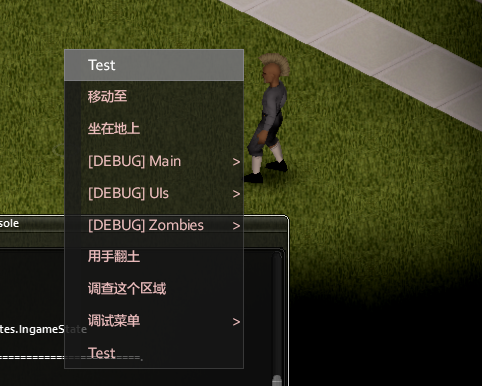 Test
移动至
坐在地上
[DEBUG] Main >
[DEBUG] UIs >
sole
[DEBUG] Zombies >
用手翻土
调查这个区域
调试菜单 >
tes.IngameState
Test